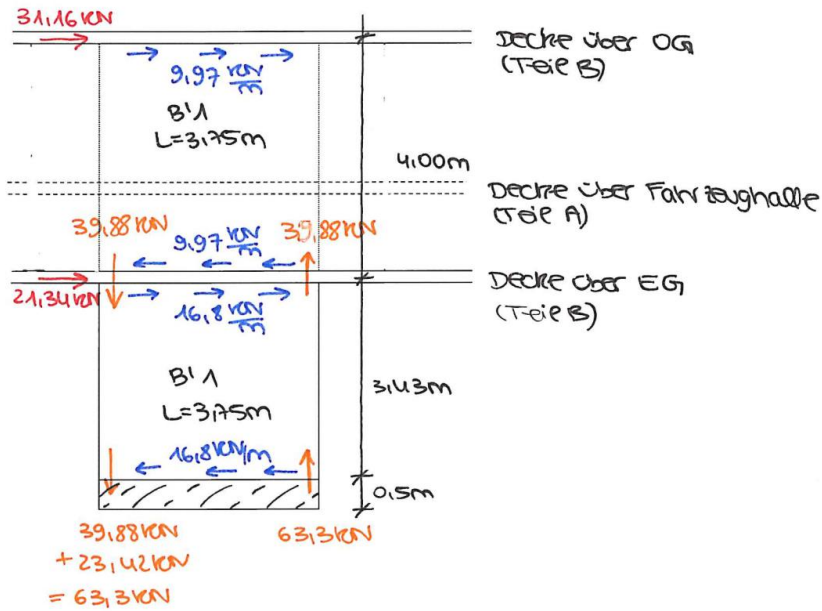 31,16 kN
Decke über OG
(Teil B)
9,97 kN/m
B'1
L=3,75m
4,00m
Decke über Fahrzeughalle
(Teil A)
39,88 kN
39,88 kN
9,97 kN/m
Decke über EG
(Teil B)
21,34 kN
16,8 kN/m
B'1
L=3,75m
3,43m
16,8 kN/m
0,5m
39,88 kN
+ 23,42 kN
= 63,3 kN
63,3 kN